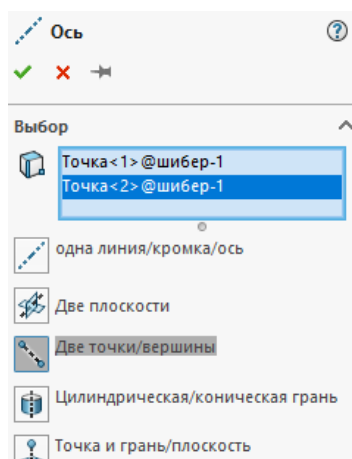 Ось
Выбор
Точка<1>@шибер-1
Точка<2>@шибер-1
одна линия/кромка/ось
Две плоскости
Две точки/вершины
Цилиндрическая/коническая грань
Точка и грань/плоскость